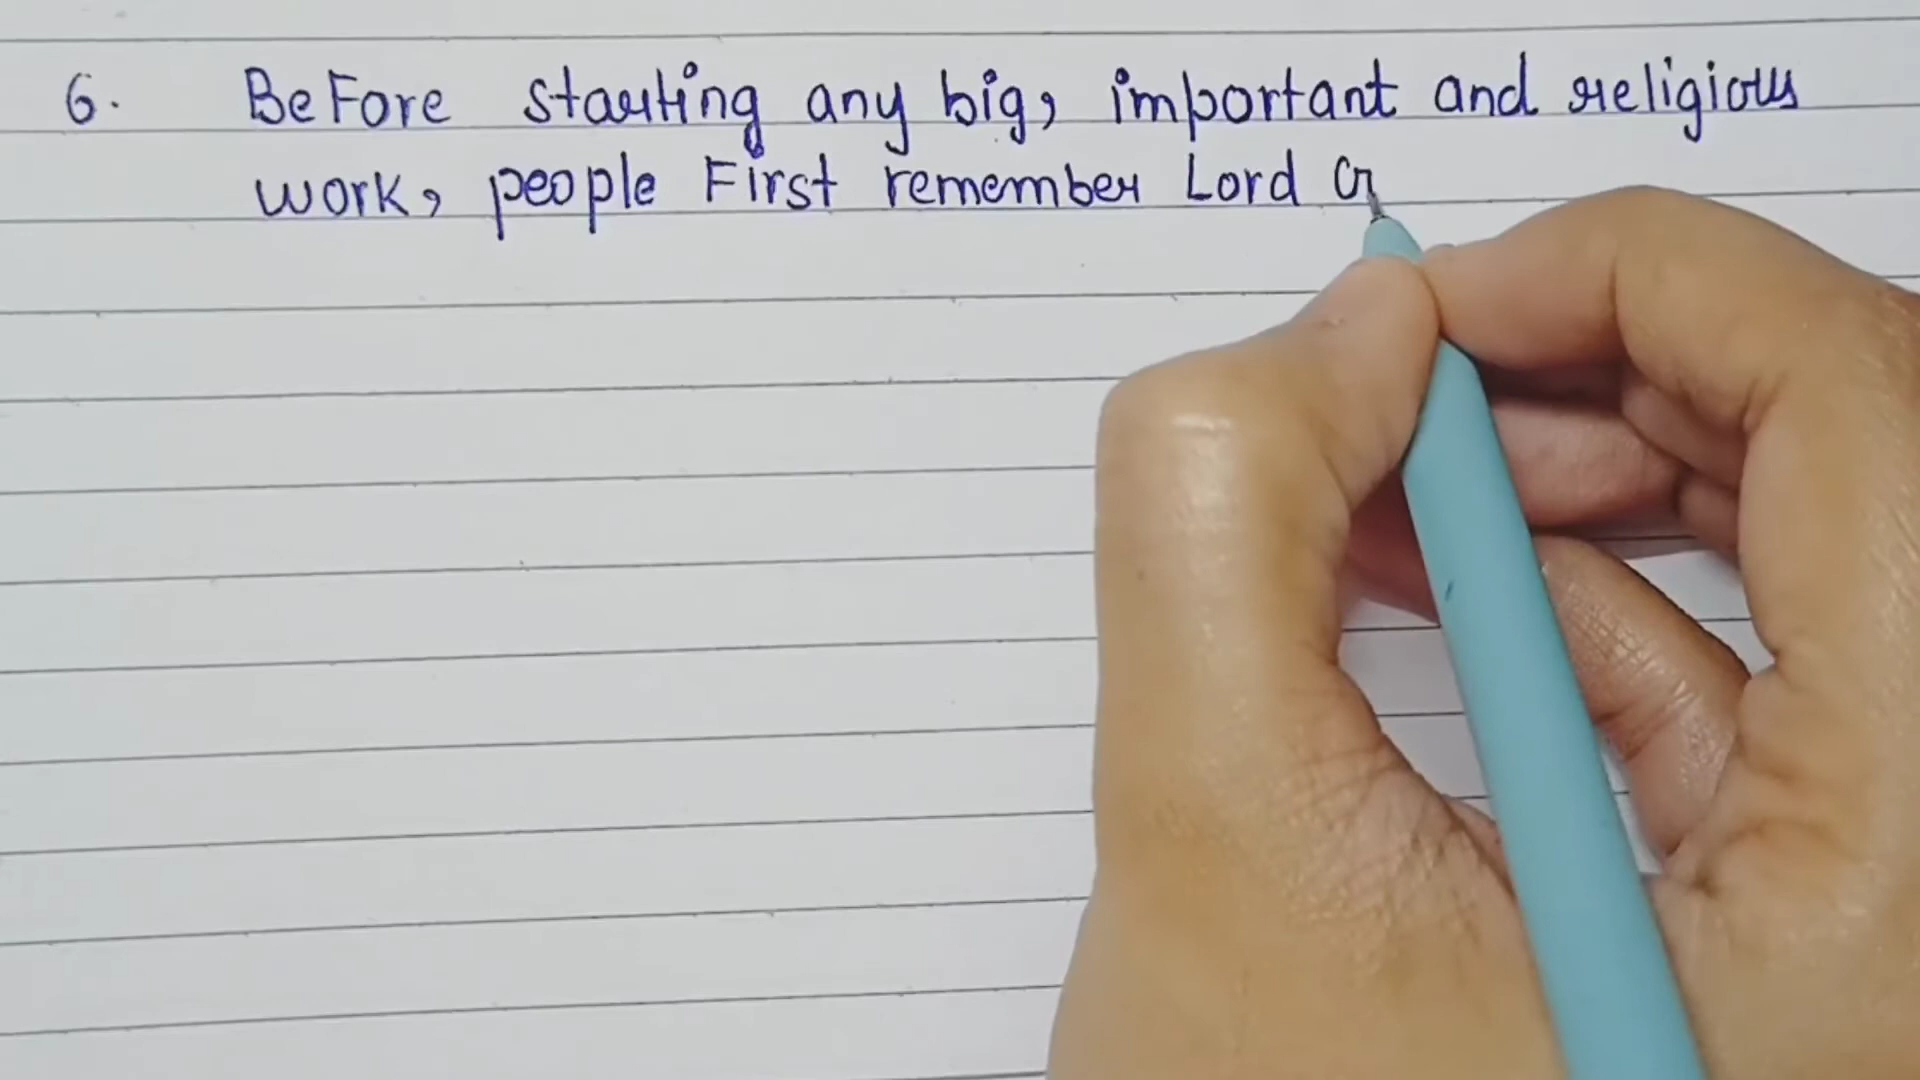 6. Before starting any big, important and religious
work, people First remember Lord G